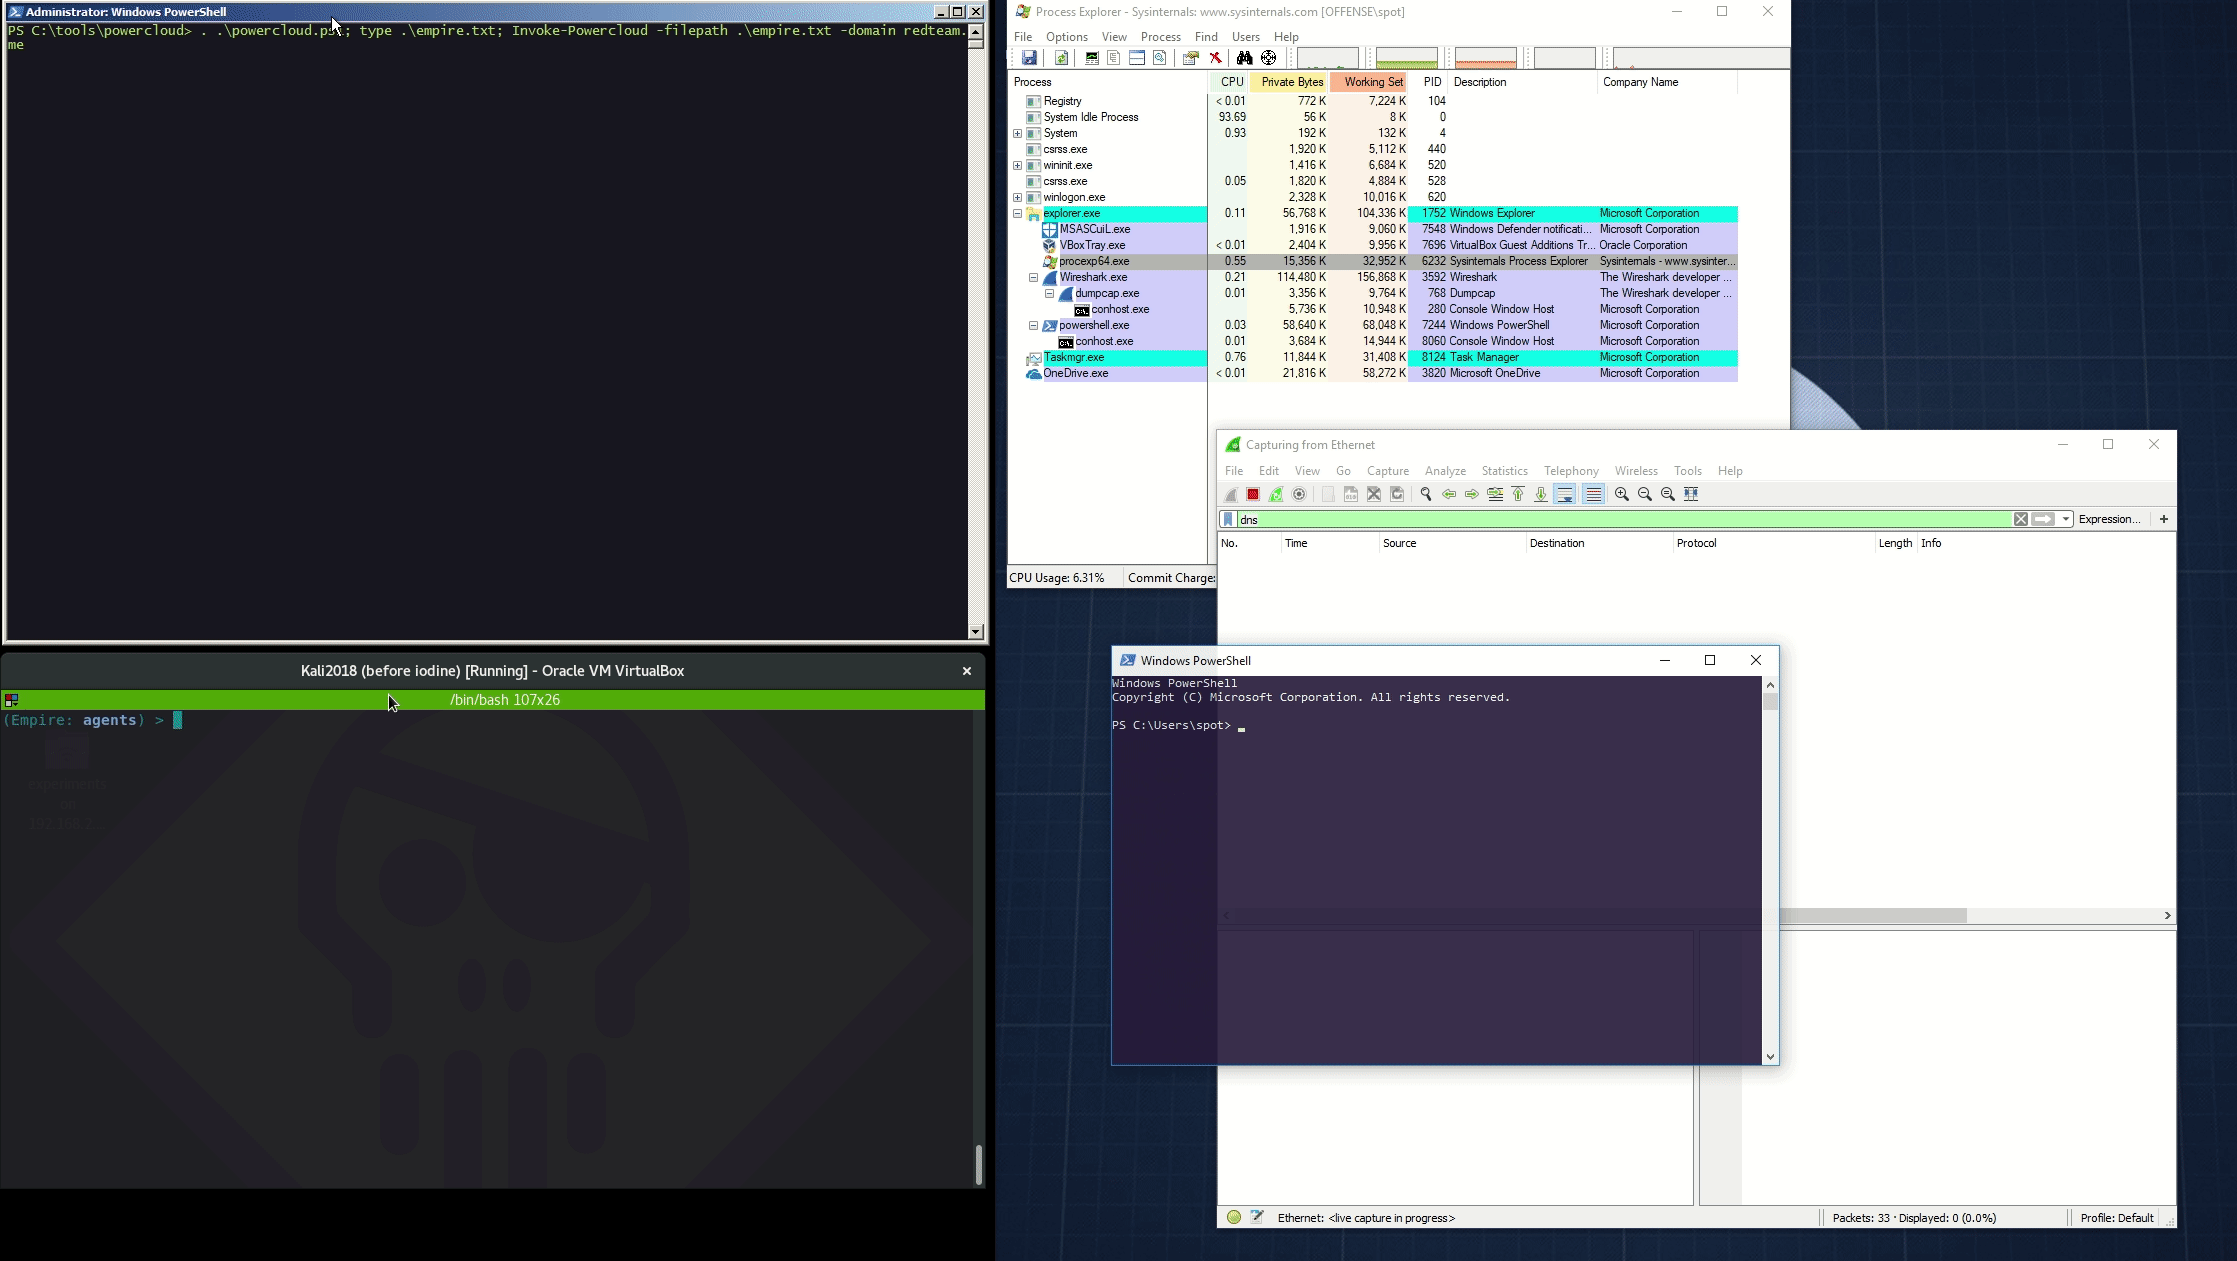 Administrator: Windows PowerShell
PS C:\tools\powercloud> . .\powercloud.ps1; type .\empire.txt; Invoke-Powercloud -filepath .\empire.txt -domain redteam.
me
Process Explorer - Sysinternals: www.sysinternals.com [OFFENSE\spot]
File Options View Process Find Users Help
Process CPU Private Bytes Working Set PID Description Company Name
Registry < 0.01 772 K 7,224 K 104
System Idle Process 93.69 56 K 8 K 0
System 0.93 192 K 132 K 4
csrss.exe 1,920 K 5,112 K 440
wininit.exe 1,416 K 6,684 K 520
csrss.exe 0.05 1,820 K 4,884 K 528
winlogon.exe 2,328 K 10,016 K 620
explorer.exe 0.11 56,768 K 104,336 K 1752 Windows Explorer Microsoft Corporation
MSASCuiL.exe 1,916 K 9,060 K 7548 Windows Defender notificati... Microsoft Corporation
VBoxTray.exe < 0.01 2,404 K 9,956 K 7696 VirtualBox Guest Additions Tr... Oracle Corporation
procexp64.exe 0.55 15,356 K 32,952 K 6232 Sysinternals Process Explorer Sysinternals - www.sysinter...
Wireshark.exe 0.21 114,480 K 156,868 K 3592 Wireshark The Wireshark developer ...
dumpcap.exe 0.01 3,356 K 9,764 K 768 Dumpcap The Wireshark developer ...
conhost.exe 5,736 K 10,948 K 280 Console Window Host Microsoft Corporation
powershell.exe 0.03 58,640 K 68,048 K 7244 Windows PowerShell Microsoft Corporation
conhost.exe 0.01 3,684 K 14,944 K 8060 Console Window Host Microsoft Corporation
Taskmgr.exe 0.76 11,844 K 31,408 K 8124 Task Manager Microsoft Corporation
OneDrive.exe < 0.01 21,816 K 58,272 K 3820 Microsoft OneDrive Microsoft Corporation
CPU Usage: 6.31% Commit Charge:
Capturing from Ethernet
File Edit View Go Capture Analyze Statistics Telephony Wireless Tools Help
dns Expression... +
No. Time Source Destination Protocol Length Info
Windows PowerShell
Windows PowerShell
Copyright (C) Microsoft Corporation. All rights reserved.
PS C:\Users\spot>
Ethernet: <live capture in progress> Packets: 33 · Displayed: 0 (0.0%) Profile: Default
Kali2018 (before iodine) [Running] - Oracle VM VirtualBox
/bin/bash 107x26
(Empire: agents) >
experiments
on